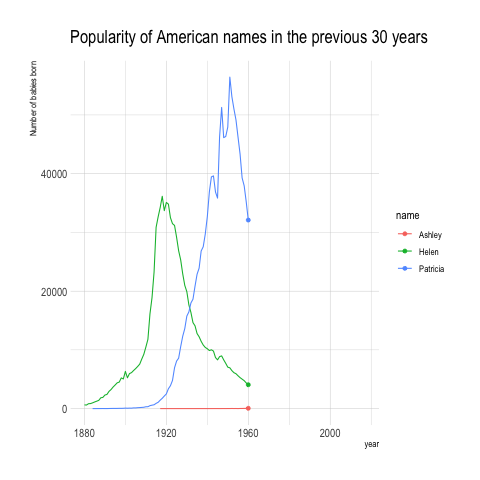 Popularity of American names in the previous 30 years
Number of babies born
40000
20000
0
1880
1920
1960
2000
year
name
Ashley
Helen
Patricia